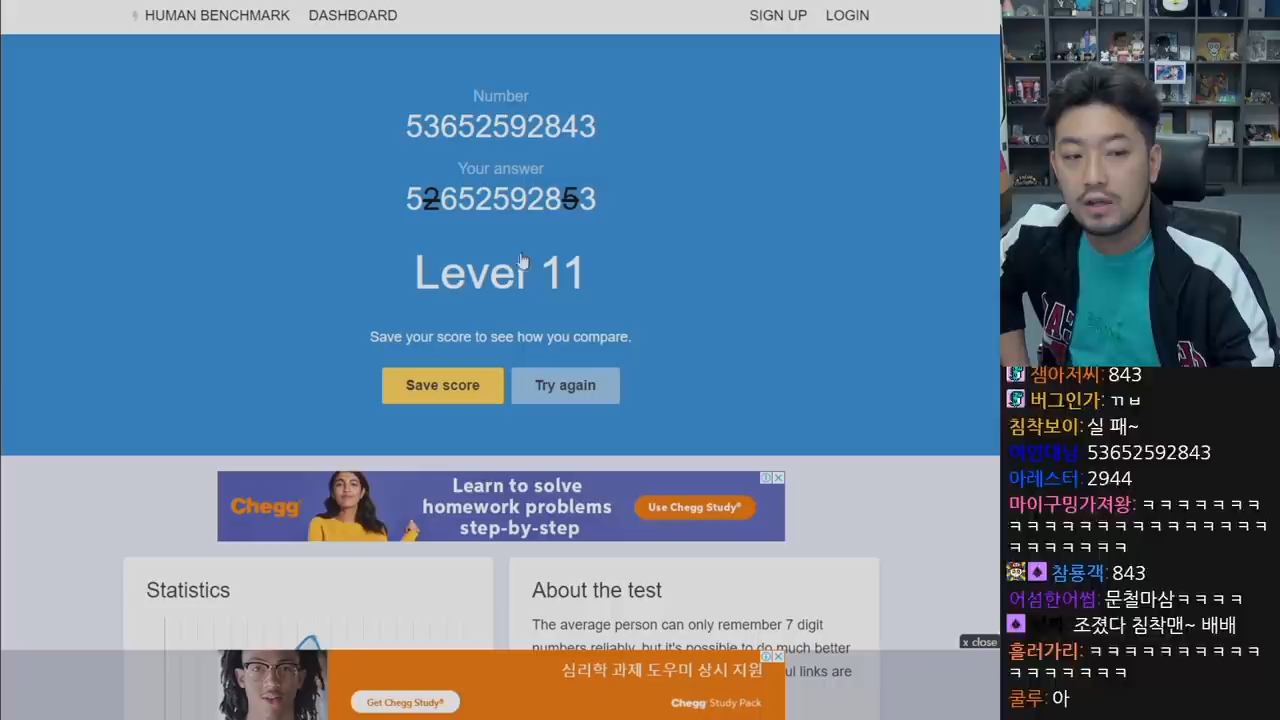 HUMAN BENCHMARK
DASHBOARD
SIGN UP
LOGIN
Number
53652592843
Your answer
52652592853
Level 11
Save your score to see how you compare.
Save score
Try again
Chegg
Learn to solve
homework problems
step-by-step
Use Chegg Study
Statistics
About the test
The average person can only remember 7 digit
numbers reliably, but it's possible to do much better
ul links are
x close
심리학 과제 도우미 상시 지원
Get Chegg Study
Chegg Study Pack
잼아저씨: 843
버그인가: ㄲㅂ
침착보이: 실 패~
53652592843
아레스터: 2944
마이구밍가져왕: ㅋㅋㅋㅋㅋㅋㅋ
ㅋㅋㅋㅋㅋㅋㅋㅋㅋㅋㅋㅋㅋㅋㅋ
ㅋㅋㅋㅋㅋㅋㅋ
참룡객: 843
어섬한어썸: 문철마삼ㅋㅋㅋㅋ
조졌다 침착맨~ 배배
홀러가리: ㅋㅋㅋㅋㅋㅋㅋㅋㅋㅋ
ㅋㅋㅋㅋㅋㅋㅋ
쿨루: 아